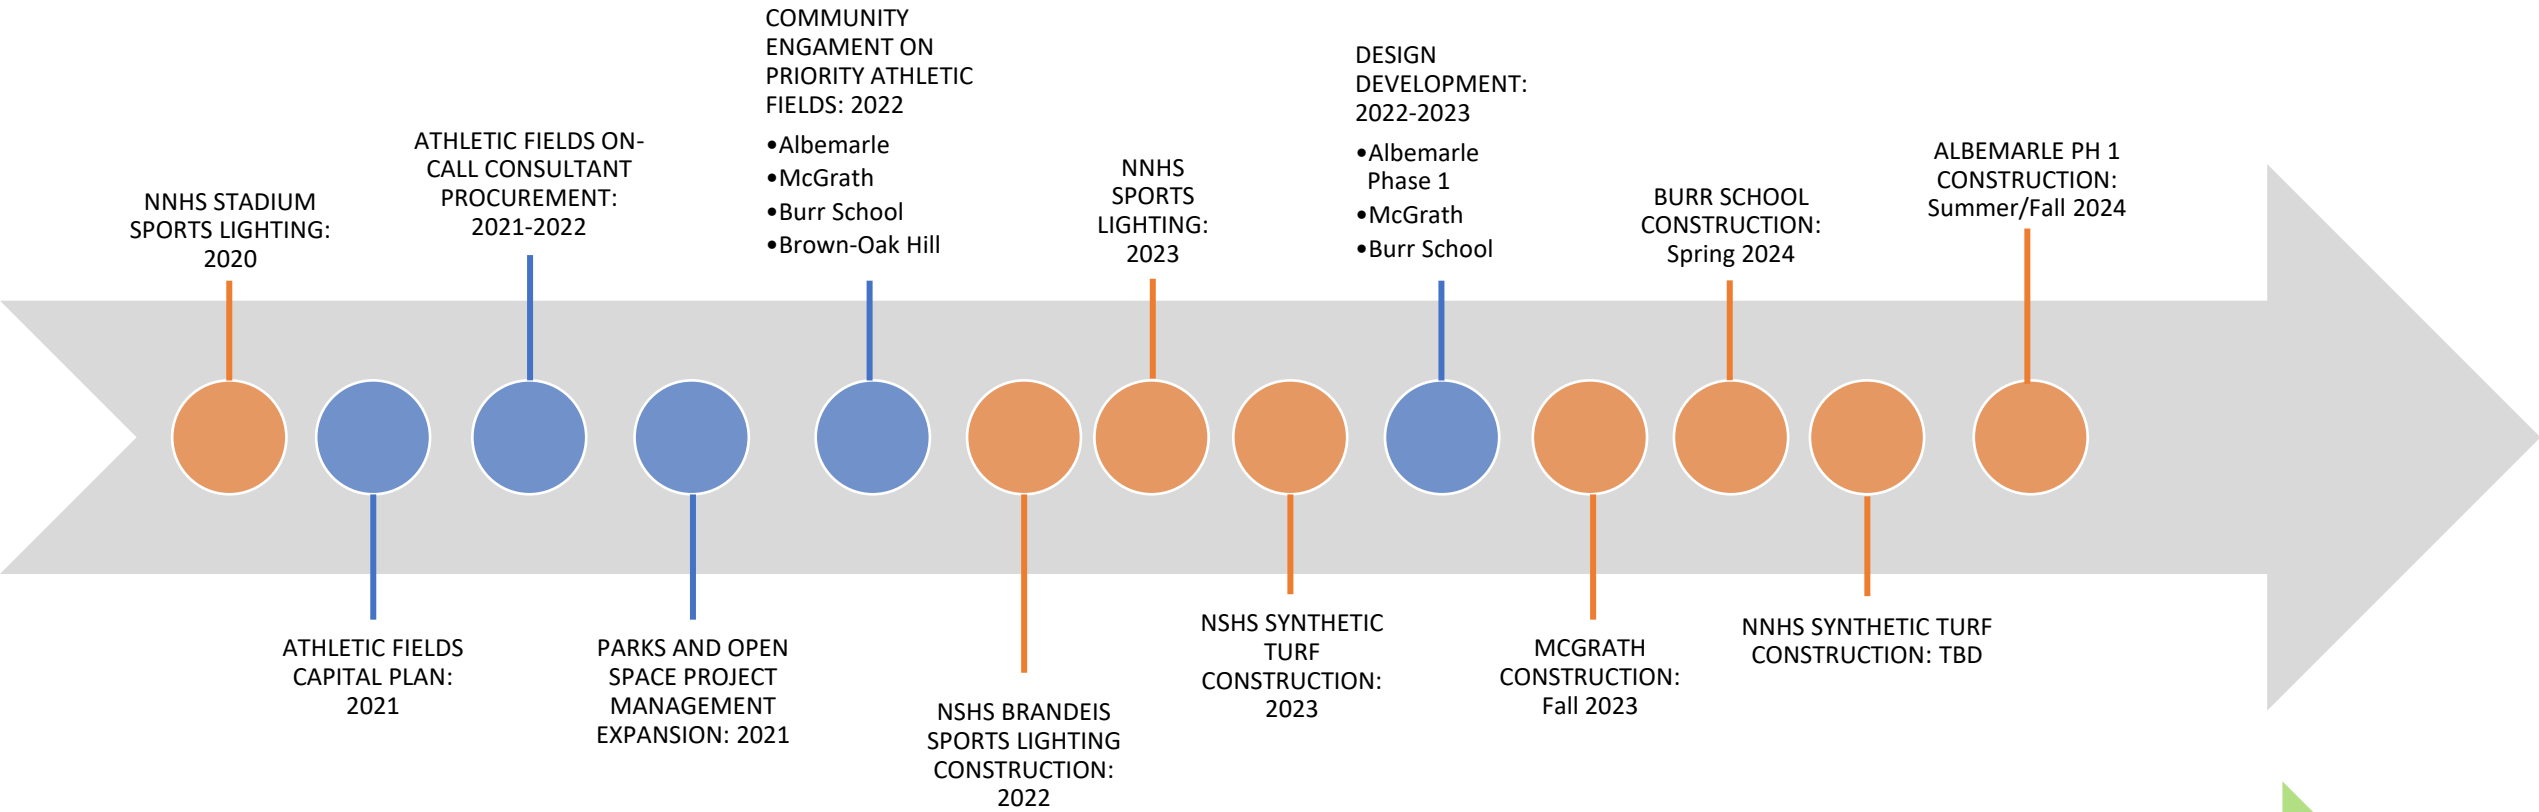 NNHS STADIUM
SPORTS LIGHTING:
2020
ATHLETIC FIELDS
CAPITAL PLAN:
2021
ATHLETIC FIELDS ON-
CALL CONSULTANT
PROCUREMENT:
2021-2022
PARKS AND OPEN
SPACE PROJECT
MANAGEMENT
EXPANSION: 2021
COMMUNITY
ENGAMENT ON
PRIORITY ATHLETIC
FIELDS: 2022
•Albemarle
•McGrath
•Burr School
•Brown-Oak Hill
NSHS BRANDEIS
SPORTS LIGHTING
CONSTRUCTION:
2022
NNHS
SPORTS
LIGHTING:
2023
NSHS SYNTHETIC
TURF
CONSTRUCTION:
2023
DESIGN
DEVELOPMENT:
2022-2023
•Albemarle
Phase 1
•McGrath
•Burr School
MCGRATH
CONSTRUCTION:
Fall 2023
BURR SCHOOL
CONSTRUCTION:
Spring 2024
NNHS SYNTHETIC TURF
CONSTRUCTION: TBD
ALBEMARLE PH 1
CONSTRUCTION:
Summer/Fall 2024